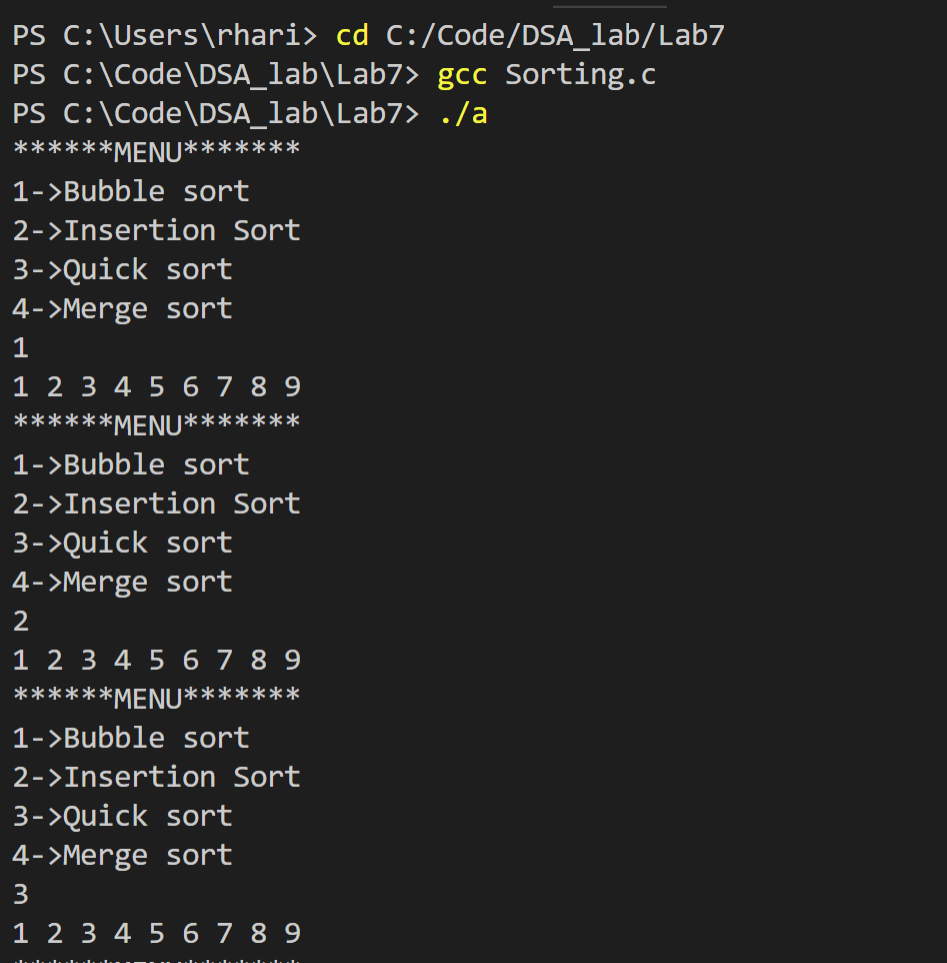 PS C:\Users\rhari> cd C:/Code/DSA_lab/Lab7
PS C:\Code\DSA_lab\Lab7> gcc Sorting.c
PS C:\Code\DSA_lab\Lab7> ./a
******MENU*******
1->Bubble sort
2->Insertion Sort
3->Quick sort
4->Merge sort
1
1 2 3 4 5 6 7 8 9
******MENU*******
1->Bubble sort
2->Insertion Sort
3->Quick sort
4->Merge sort
2
1 2 3 4 5 6 7 8 9
******MENU*******
1->Bubble sort
2->Insertion Sort
3->Quick sort
4->Merge sort
3
1 2 3 4 5 6 7 8 9